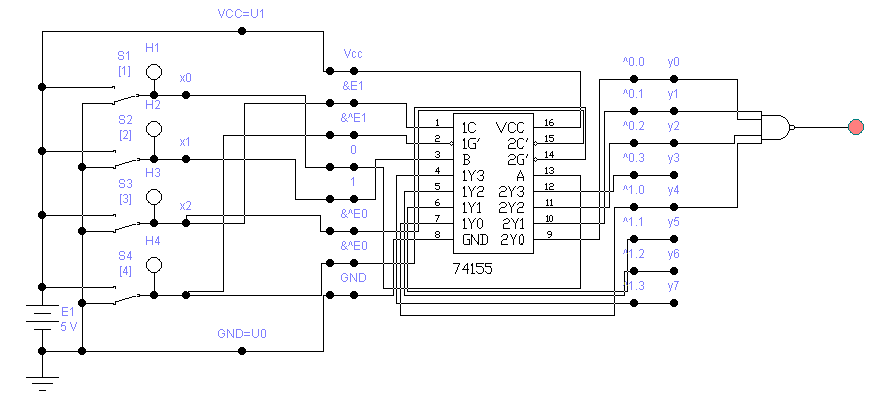 VCC=U1
S1
[1]
H1
x0
H2
S2
[2]
x1
H3
S3
[3]
x2
H4
S4
[4]
E1
5 V
GND=U0
Vcc
&E1
&^E1
0
1
&^E0
&^E0
GND
1 1C VCC 16
2 1G' 2C' 15
3 B 2G' 14
4 1Y3 A 13
5 1Y2 2Y3 12
6 1Y1 2Y2 11
7 1Y0 2Y1 10
8 GND 2Y0 9
74155
^0.0 y0
^0.1 y1
^0.2 y2
^0.3 y3
^1.0 y4
^1.1 y5
^1.2 y6
^1.3 y7